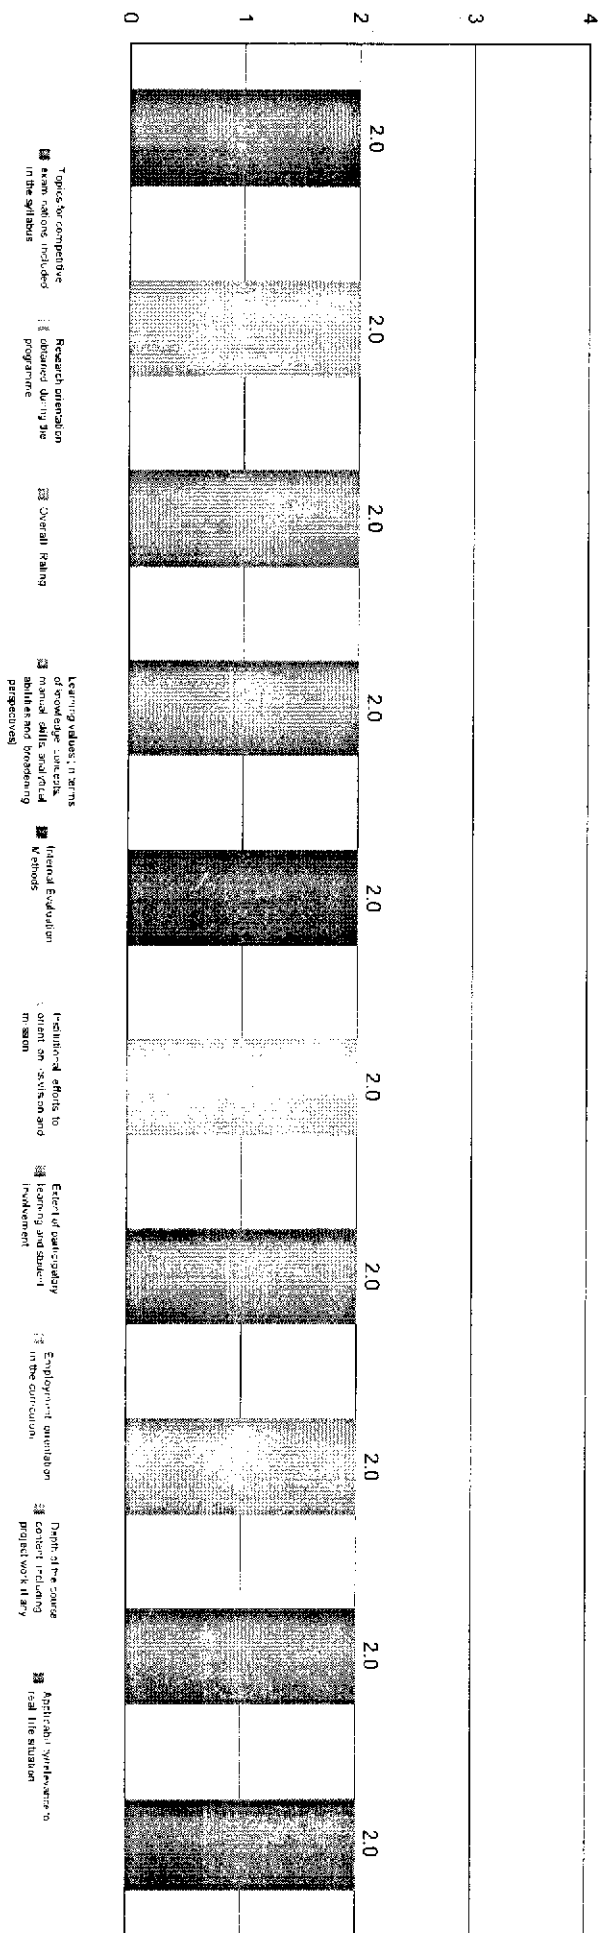 4
3
2
1
0
2.0
2.0
2.0
2.0
2.0
2.0
2.0
2.0
2.0
2.0
Topics for competitive
examinations included
in the syllabus
Research orientation
obtained during the
programme
Overall Rating
Learning values (in terms
of knowledge, concepts,
manual skills, analytical
abilities and broadening
perspectives)
Internal Evaluation
Methods
Institutional efforts to
orient on its vision and
mission
Extent of participatory
learning and student
involvement
Employment orientation
in the
Depth of the course
content including
project work if any
Applicability/relevance to
real life situation